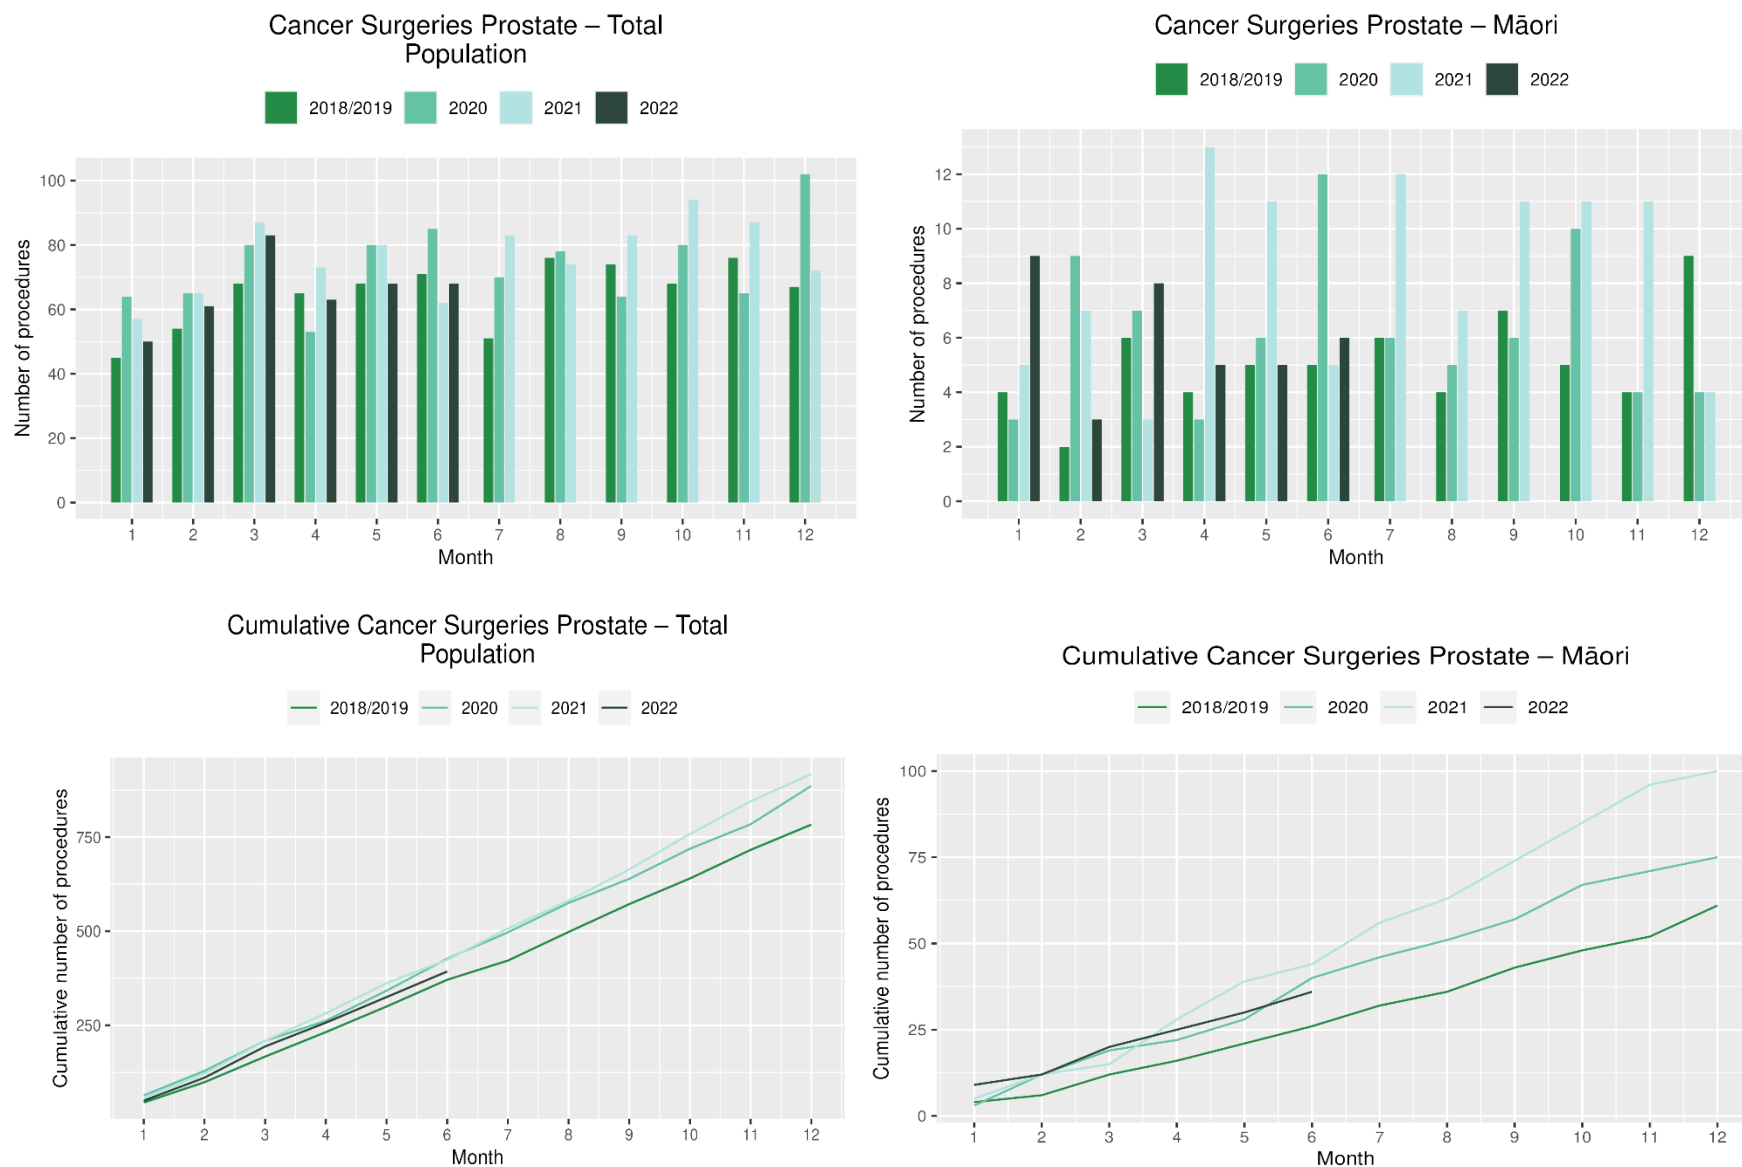 Cancer Surgeries Prostate – Total
Population
2018/2019 2020 2021 2022
Number of procedures
100
80
60
40
20
0
1 2 3 4 5 6 7 8 9 10 11 12
Month
Cancer Surgeries Prostate – Māori
2018/2019 2020 2021 2022
Number of procedures
12
10
8
6
4
2
0
1 2 3 4 5 6 7 8 9 10 11 12
Month
Cumulative Cancer Surgeries Prostate – Total
Population
2018/2019 2020 2021 2022
Cumulative number of procedures
750
500
250
1 2 3 4 5 6 7 8 9 10 11 12
Month
Cumulative Cancer Surgeries Prostate – Māori
2018/2019 2020 2021 2022
Cumulative number of procedures
100
75
50
25
0
1 2 3 4 5 6 7 8 9 10 11 12
Month